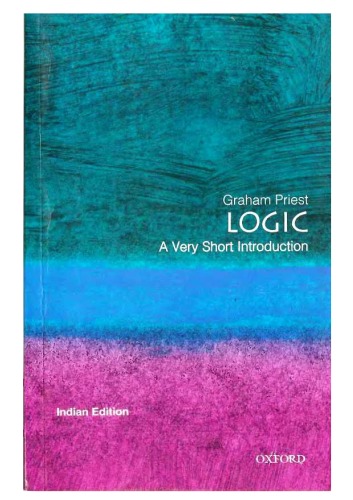 Graham Priest
LOGIC
A Very Short Introduction
Indian Edition
OXFORD